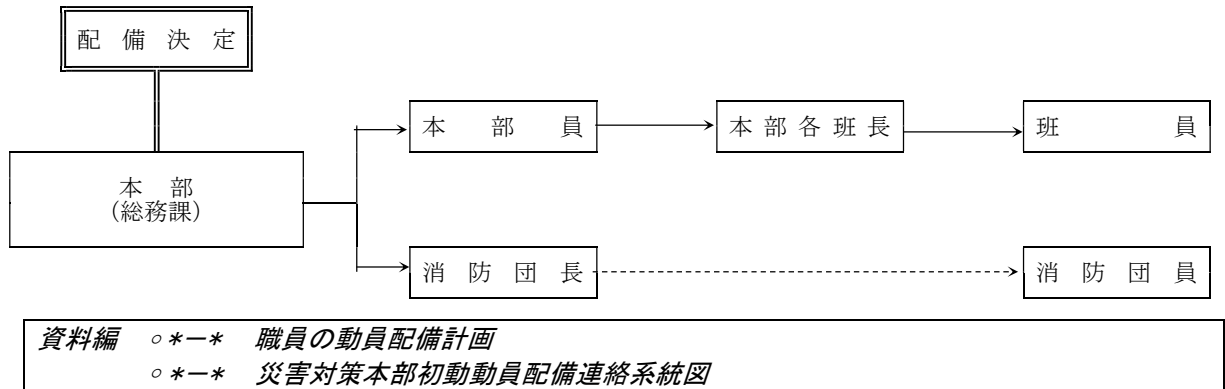 配備決定
本部員
本部各班長
班員
本部
(総務課)
消防団長
消防団員
資料編 ○*－* 職員の動員配備計画
○*－* 災害対策本部初動動員配備連絡系統図